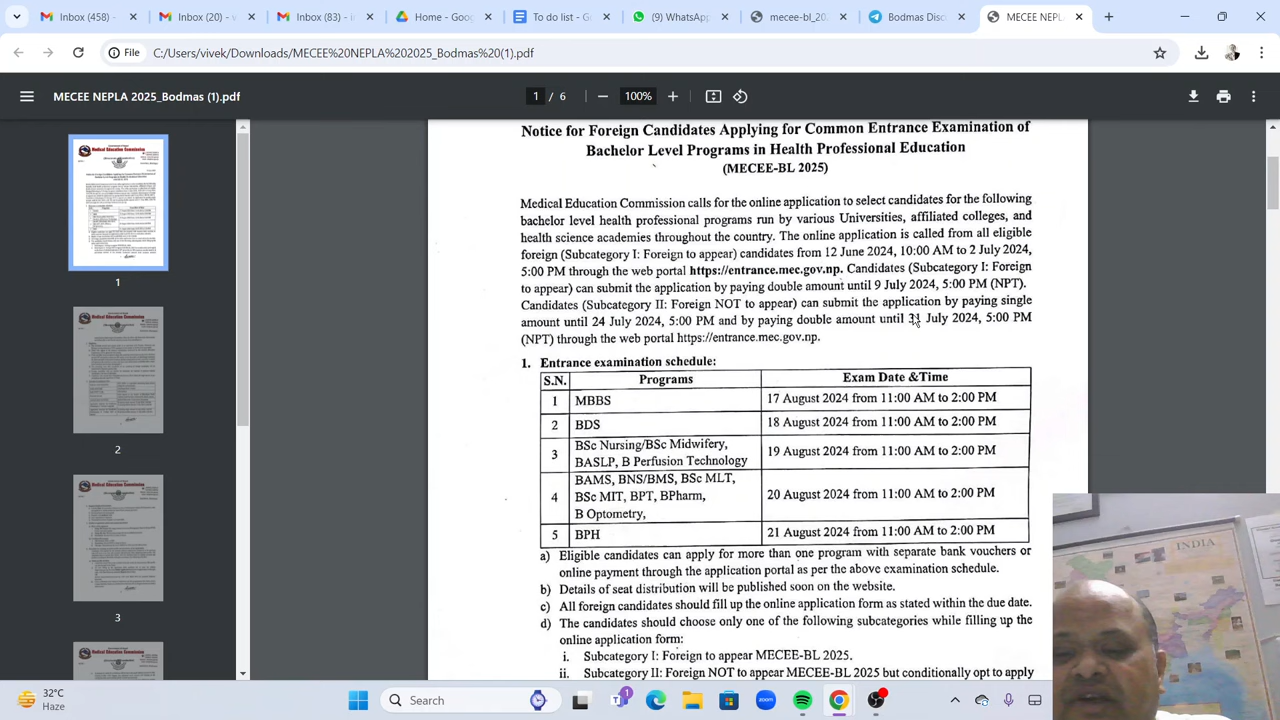 Inbox (458) -
Inbox (20) - v
Inbox (83) - i
Home - Google
To do list - G
(9) WhatsApp
mecee-bl_20
Bodmas Disc
MECEE NEPL
File
C:/Users/vivek/Downloads/MECEE%20NEPLA%202025_Bodmas%20(1).pdf
MECEE NEPLA 2025_Bodmas (1).pdf
1 / 6
100%
Notice for Foreign Candidates Applying for Common Entrance Examination of
Bachelor Level Programs in Health Professional Education
(MECEE-BL 2025)
Medical Education Commission calls for the online application to select candidates for the following
bachelor level health professional programs run by various Universities, affiliated colleges, and
health science academies throughout the country. The online application is called from all eligible
foreign (Subcategory I: Foreign to appear) candidates from 12 June 2024, 10:00 AM to 2 July 2024,
5:00 PM through the web portal https://entrance.mec.gov.np. Candidates (Subcategory I: Foreign
to appear) can submit the application by paying double amount until 9 July 2024, 5:00 PM (NPT).
Candidates (Subcategory II: Foreign NOT to appear) can submit the application by paying single
amount until 24 July 2024, 5:00 PM and by paying double amount until 31 July 2024, 5:00 PM
(NPT) through the web portal https://entrance.mec.gov.np.
1. Entrance examination schedule:
S.N. Programs Exam Date &Time
1 MBBS 17 August 2024 from 11:00 AM to 2:00 PM
2 BDS 18 August 2024 from 11:00 AM to 2:00 PM
3 BSc Nursing/BSc Midwifery,
BASLP, B Perfusion Technology 19 August 2024 from 11:00 AM to 2:00 PM
BAMS, BNS/BMS, BSc MLT,
4 BSc MIT, BPT, BPharm, 20 August 2024 from 11:00 AM to 2:00 PM
B Optometry,
5 BPH 21 August 2024 from 11:00 AM to 2:00 PM
a) Eligible candidates can apply for more than one program with separate bank vouchers or
online payment through the application portal as per the above examination schedule.
b) Details of seat distribution will be published soon on the website.
c) All foreign candidates should fill up the online application form as stated within the due date.
d) The candidates should choose only one of the following subcategories while filling up the
online application form:
i. Subcategory I: Foreign to appear MECEE-BL 2025.
ii. Subcategory II: Foreign NOT to appear MECEE-BL 2025 but conditionally opt to apply
Medical Education Commission
1
2
3
INDIA
32°C
Haze
Search
zoom